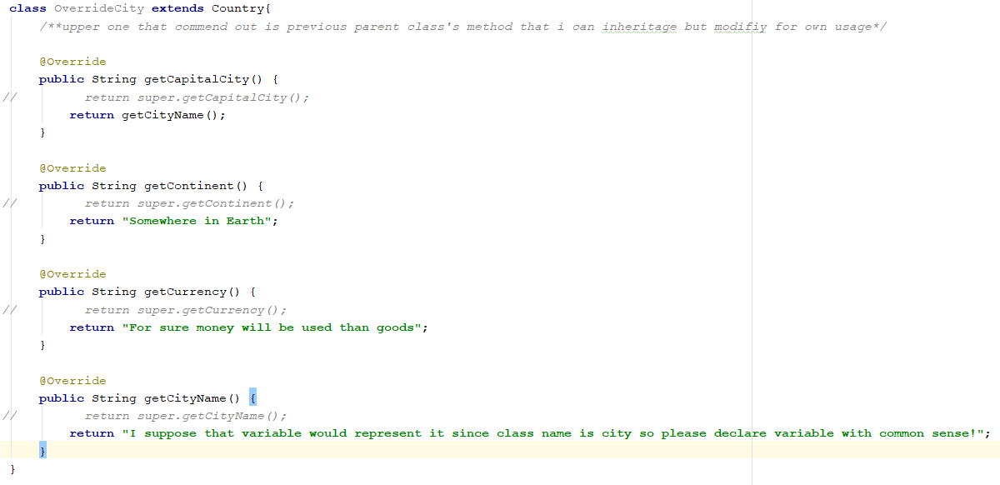 class OverrideCity extends Country{
/**upper one that commend out is previous parent class's method that i can inheritage but modifiy for own usage*/
@Override
public String getCapitalCity() {
//         return super.getCapitalCity();
return getCityName();
}
@Override
public String getContinent() {
//         return super.getContinent();
return "Somewhere in Earth";
}
@Override
public String getCurrency() {
//         return super.getCurrency();
return "For sure money will be used than goods";
}
@Override
public String getCityName() {
//         return super.getCityName();
return "I suppose that variable would represent it since class name is city so please declare variable with common sense!";
}
}